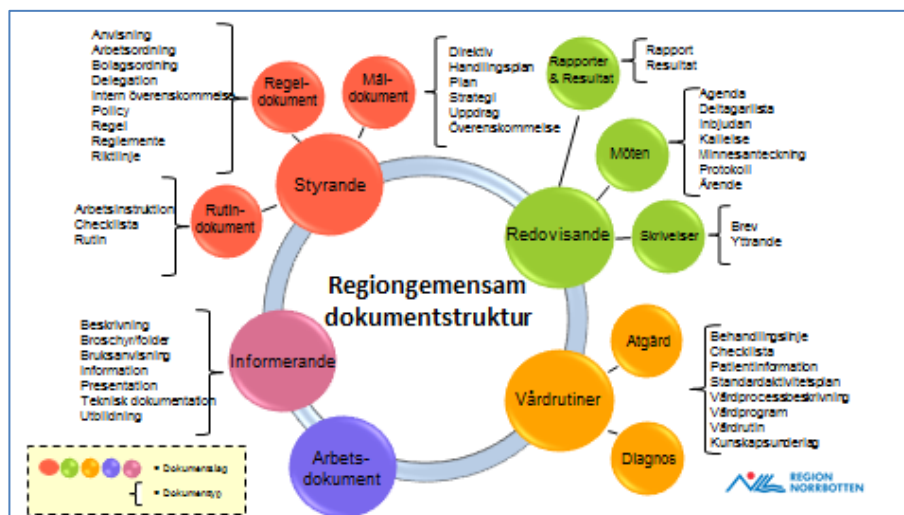 Anvisning
Arbetsordning
Bolagsordning
Delegation
Intern överenskommelse
Policy
Regel
Reglemente
Riktlinje
Regel-
dokument
Mål-
dokument
Direktiv
Handlingsplan
Plan
Strategi
Uppdrag
Överenskommelse
Rapporter
& Resultat
Rapport
Resultat
Agenda
Deltagarlista
Inbjudan
Kallelse
Minnesanteckning
Protokoll
Ärende
Möten
Styrande
Arbetsinstruktion
Checklista
Rutin
Rutin-
dokument
Redovisande
Skrivelser
Brev
Yttrande
Regiongemensam
dokumentstruktur
Beskrivning
Broschyr/folder
Bruksanvisning
Information
Presentation
Teknisk dokumentation
Utbildning
Informerande
Åtgärd
Vårdrutiner
Diagnos
Behandlingslinje
Checklista
Patientinformation
Standardaktivitetsplan
Vårdprocessbeskrivning
Vårdprogram
Vårdrutin
Kunskapsunderlag
Arbets-
dokument
= Dokumentslag
= Dokumenttyp
REGION
NORRBOTTEN